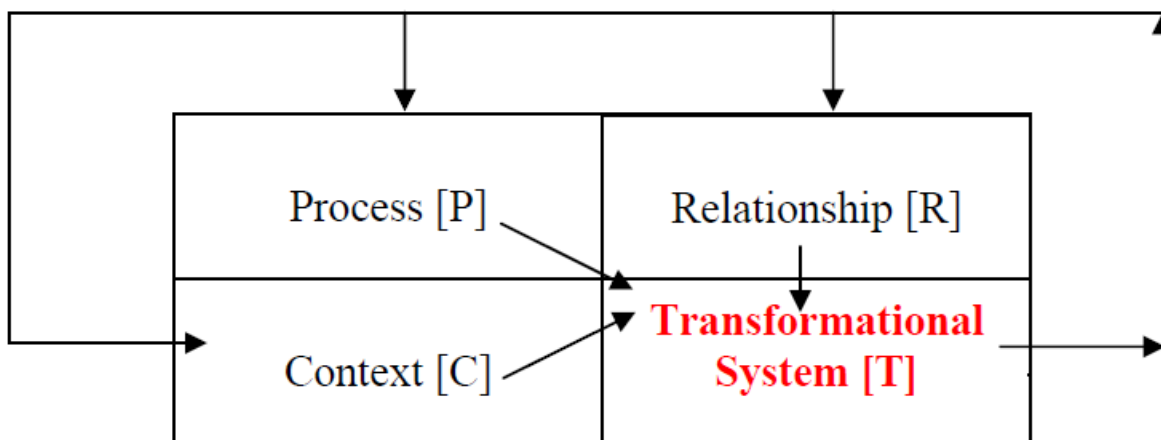 Process [P]
Relationship [R]
Context [C]
Transformational
System [T]